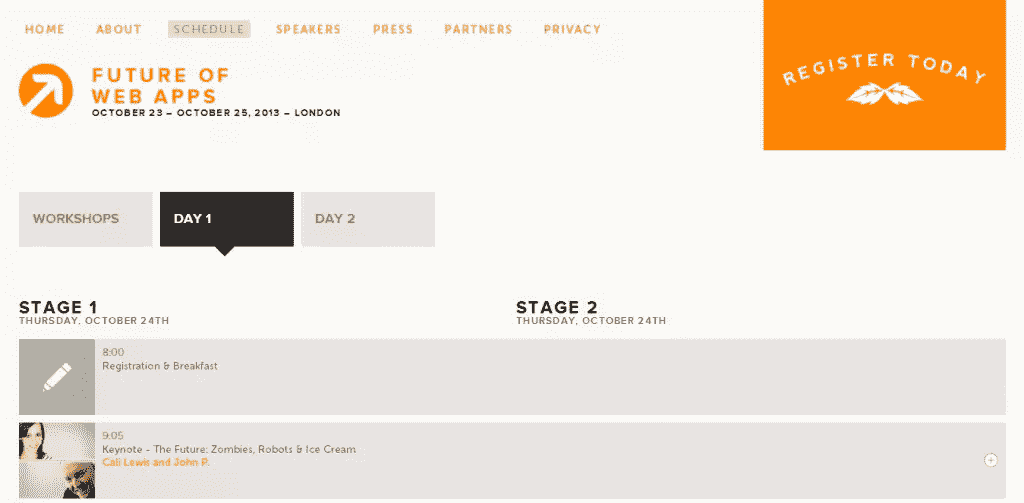 HOME ABOUT SCHEDULE SPEAKERS PRESS PARTNERS PRIVACY
REGISTER TODAY
FUTURE OF
WEB APPS
OCTOBER 23 – OCTOBER 25, 2013 – LONDON
WORKSHOPS DAY 1 DAY 2
STAGE 1
THURSDAY, OCTOBER 24TH
STAGE 2
THURSDAY, OCTOBER 24TH
8:00
Registration & Breakfast
9:05
Keynote - The Future: Zombies, Robots & Ice Cream
Cali Lewis and John P.